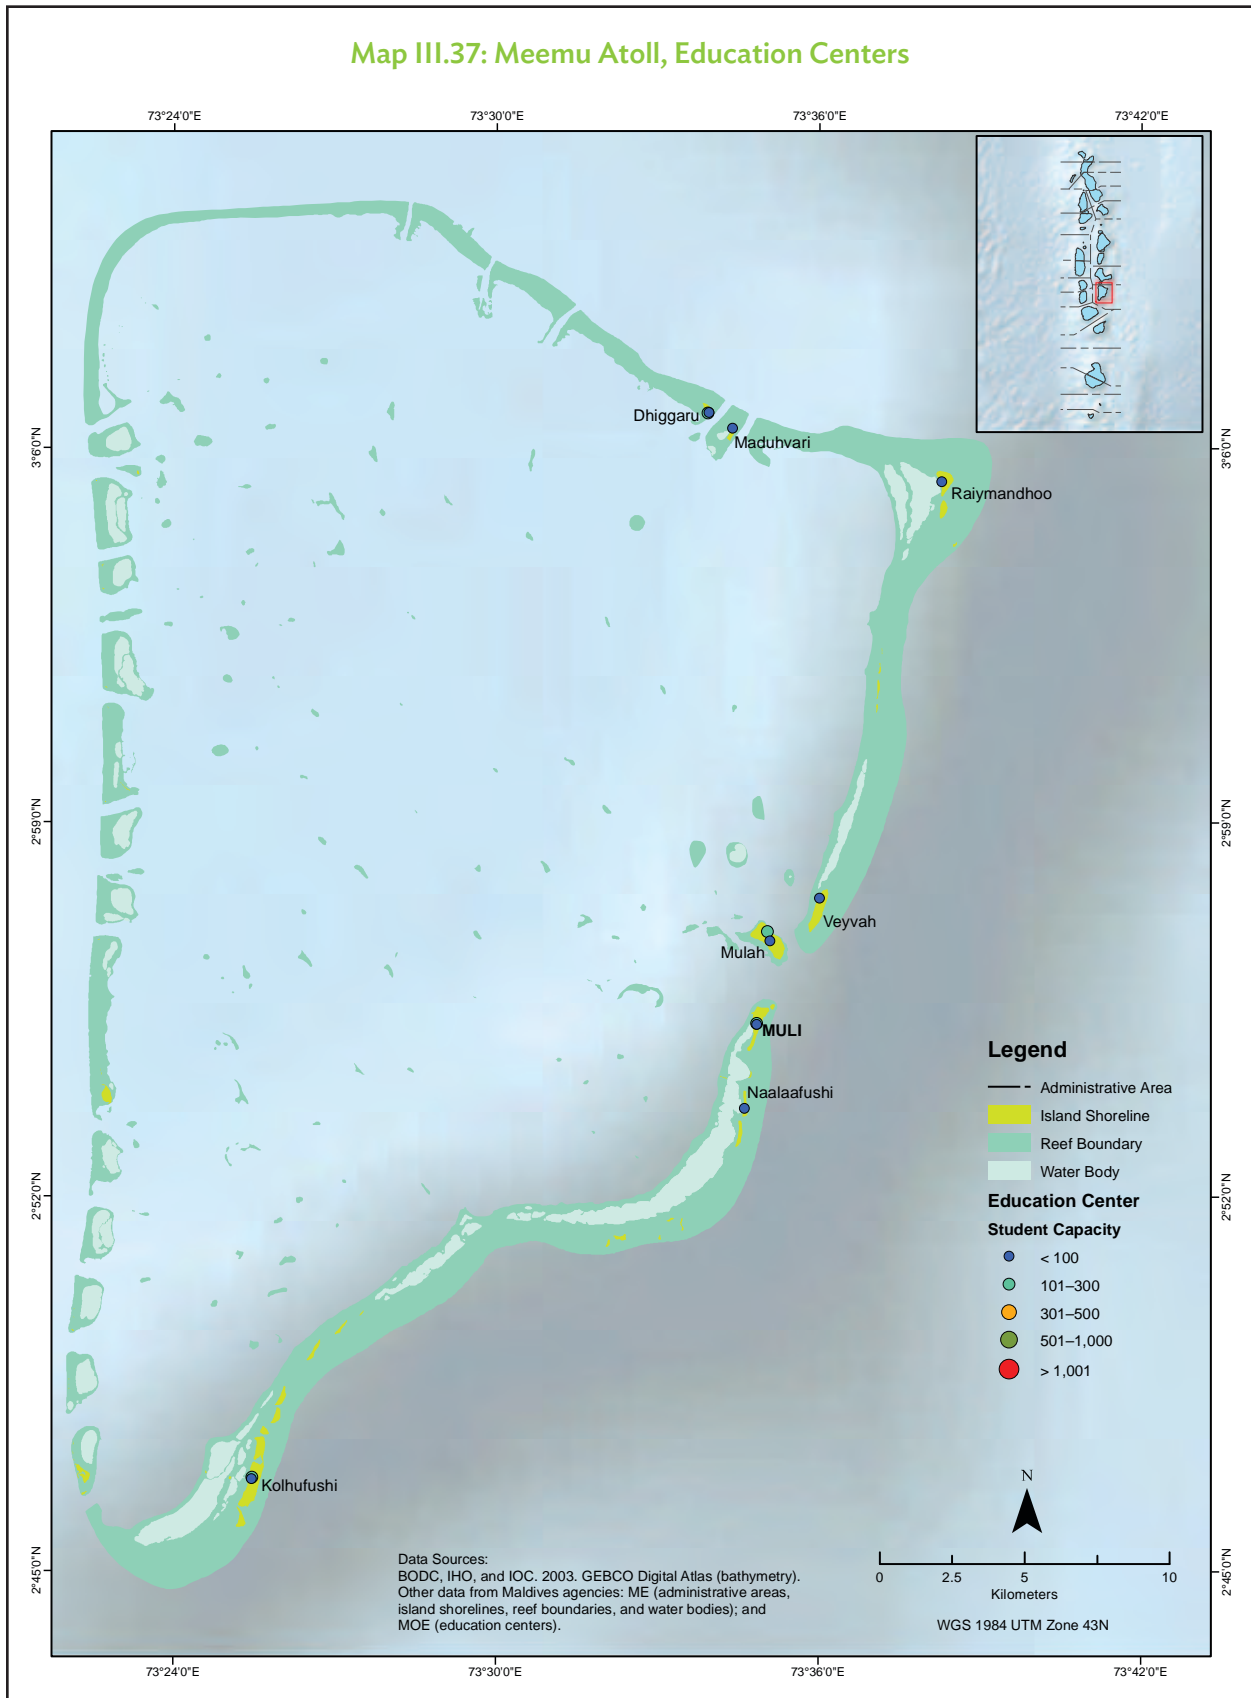 Map III.37: Meemu Atoll, Education Centers
73°24'0"E
73°30'0"E
73°36'0"E
73°42'0"E
3°6'0"N
3°6'0"N
2°59'0"N
2°59'0"N
2°52'0"N
2°52'0"N
2°45'0"N
2°45'0"N
Dhiggaru
Maduhvari
Raiymandhoo
Veyvah
Mulah
MULI
Naalaafushi
Kolhufushi
Legend
Administrative Area
Island Shoreline
Reef Boundary
Water Body
Education Center
Student Capacity
< 100
101–300
301–500
501–1,000
> 1,001
N
0 2.5 5 10
Kilometers
WGS 1984 UTM Zone 43N
Data Sources:
BODC, IHO, and IOC. 2003. GEBCO Digital Atlas (bathymetry).
Other data from Maldives agencies: ME (administrative areas,
island shorelines, reef boundaries, and water bodies); and
MOE (education centers).
73°24'0"E
73°30'0"E
73°36'0"E
73°42'0"E